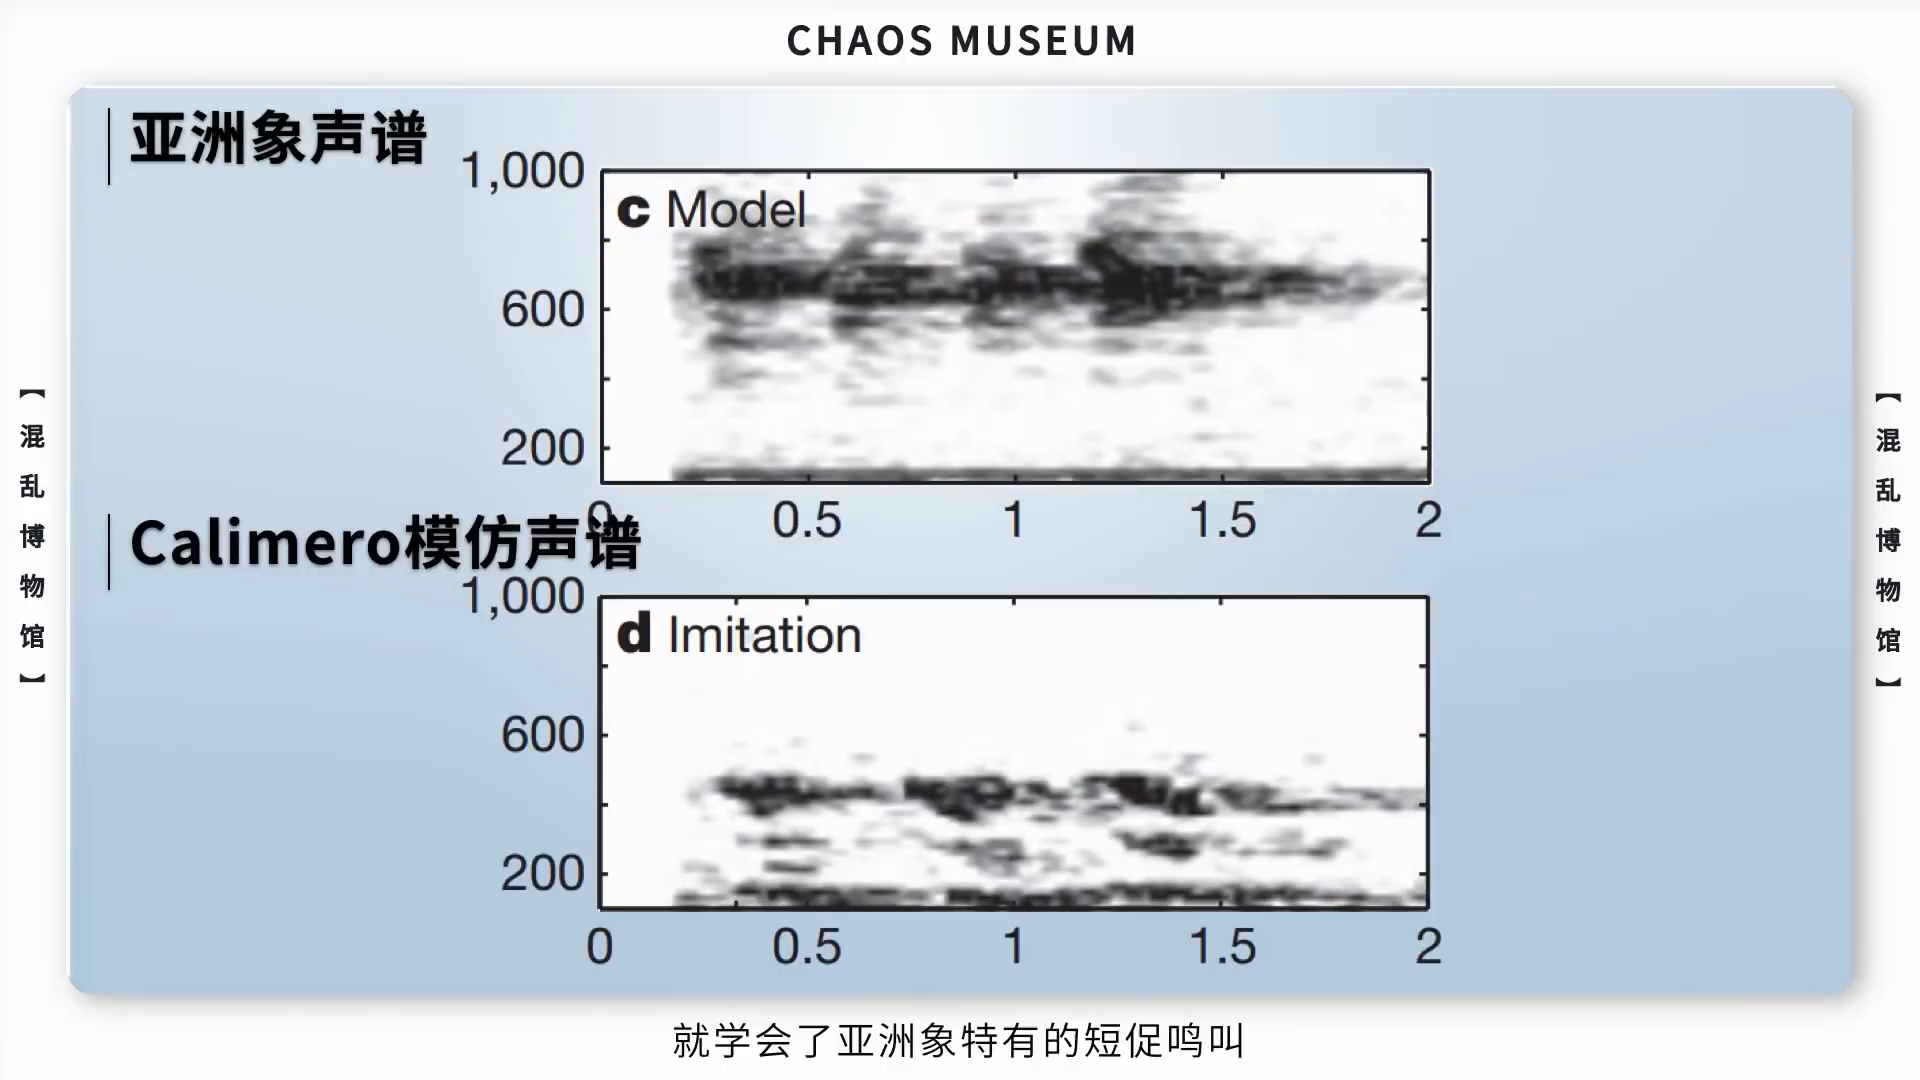 CHAOS MUSEUM
亚洲象声谱
1,000
c Model
600
200
0 0.5 1 1.5 2
Calimero模仿声谱
1,000
d Imitation
600
200
0 0.5 1 1.5 2
【混乱博物馆】
【混乱博物馆】
就学会了亚洲象特有的短促鸣叫